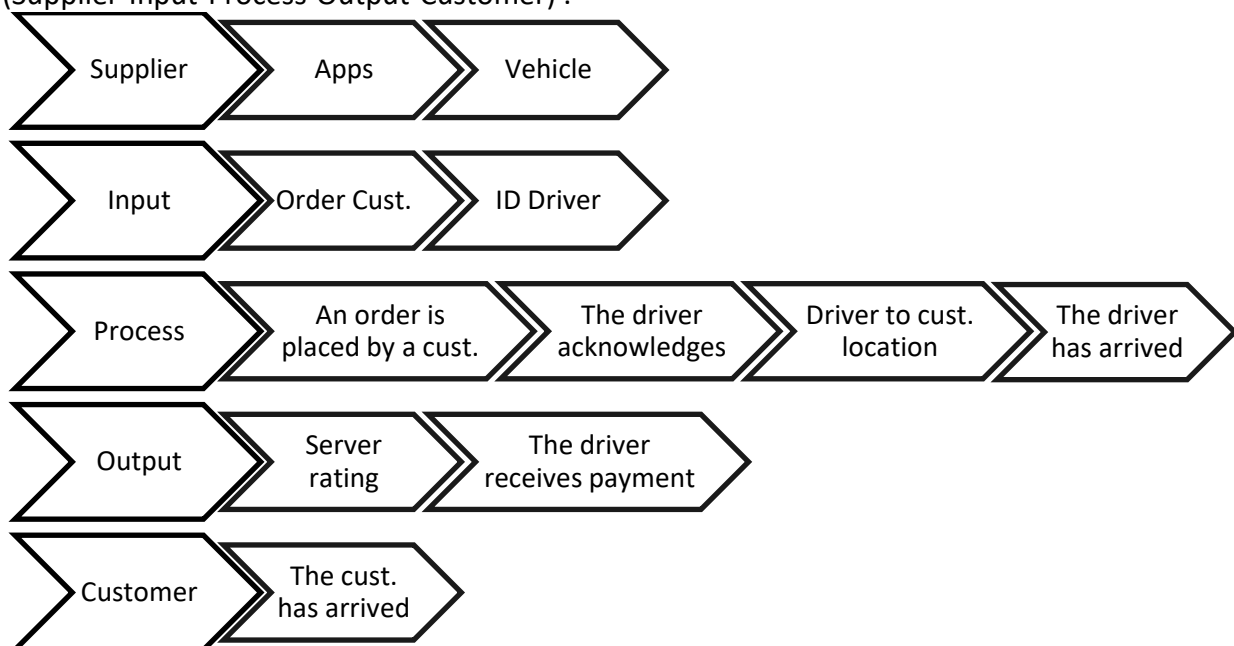 (Supplier-Input-Process-Output-Customer) .
Supplier
Apps
Vehicle
Input
Order Cust.
ID Driver
Process
An order is
placed by a cust.
The driver
acknowledges
Driver to cust.
location
The driver
has arrived
Output
Server
rating
The driver
receives payment
Customer
The cust.
has arrived